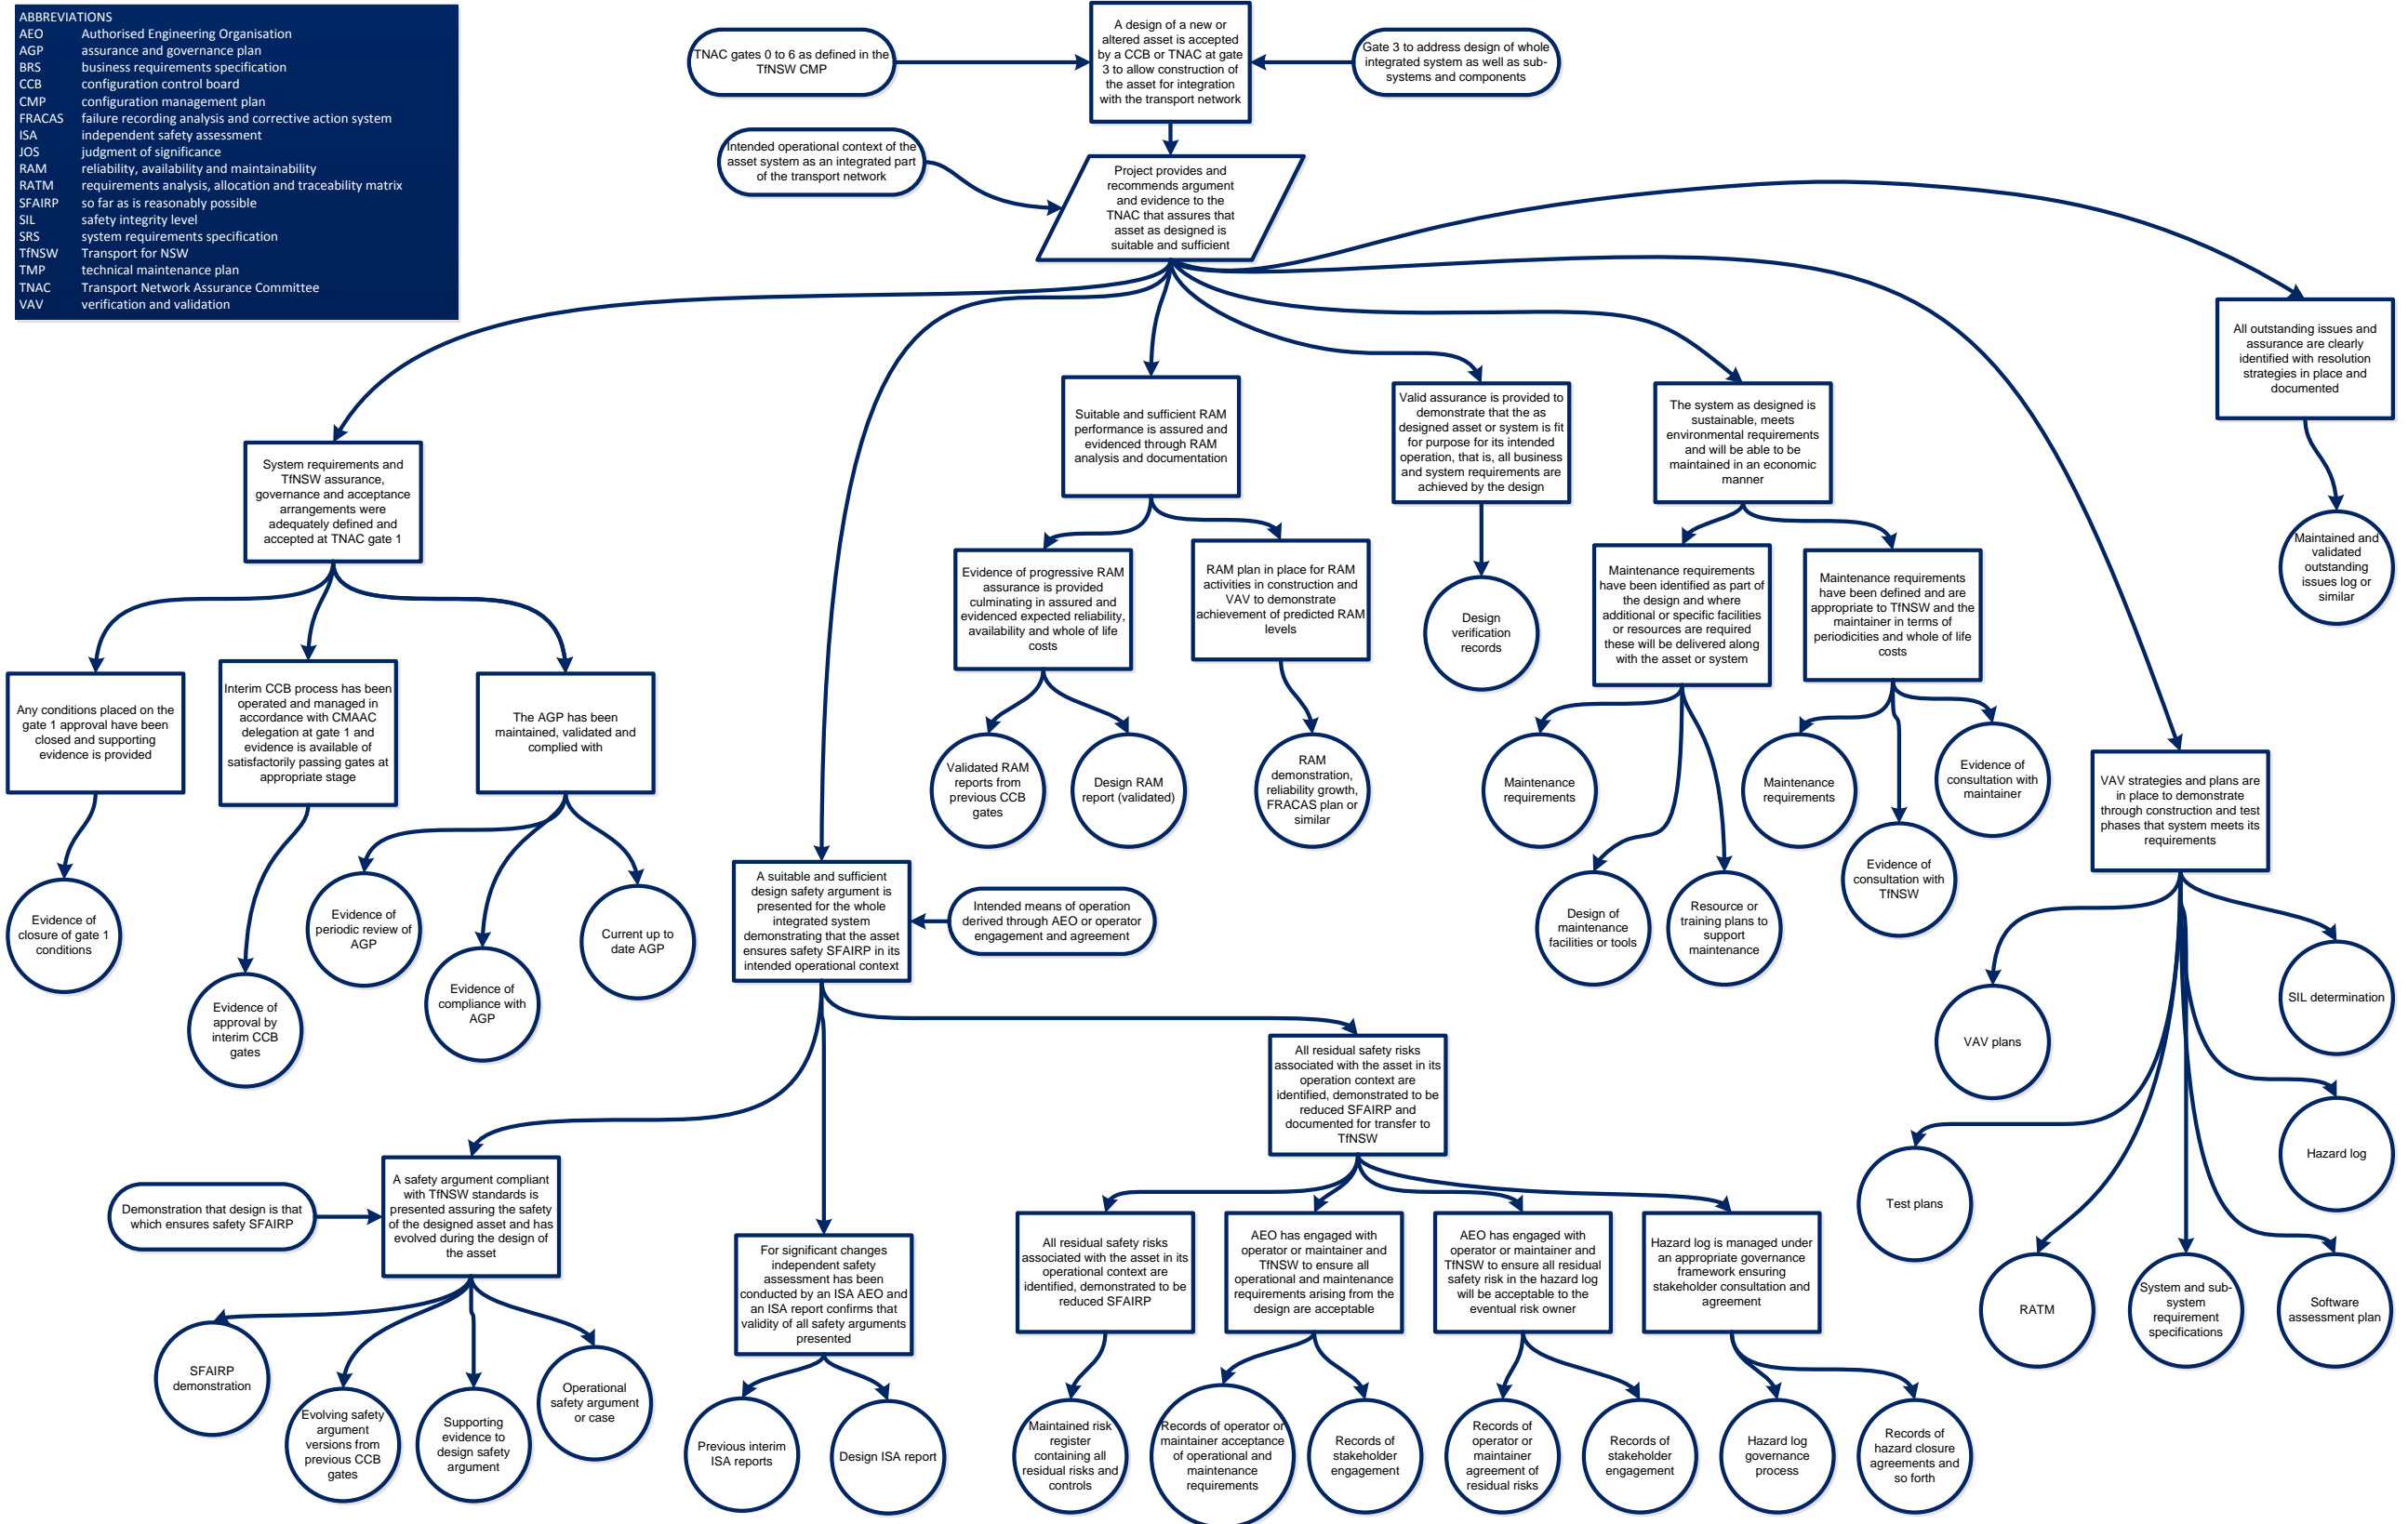 ABBREVIATIONS
AEO Authorised Engineering Organisation
AGP assurance and governance plan
BRS business requirements specification
CCB configuration control board
CMP configuration management plan
FRACAS failure recording analysis and corrective action system
ISA independent safety assessment
JOS judgment of significance
RAM reliability, availability and maintainability
RATM requirements analysis, allocation and traceability matrix
SFAIRP so far as is reasonably possible
SIL safety integrity level
SRS system requirements specification
TfNSW Transport for NSW
TMP technical maintenance plan
TNAC Transport Network Assurance Committee
VAV verification and validation
TNAC gates 0 to 6 as defined in the
TfNSW CMP
A design of a new or
altered asset is accepted
by a CCB or TNAC at gate
3 to allow construction of
the asset for integration
with the transport network
Gate 3 to address design of whole
integrated system as well as sub-
systems and components
Intended operational context of the
asset system as an integrated part
of the transport network
Project provides and
recommends argument
and evidence to the
TNAC that assures that
asset as designed is
suitable and sufficient
All outstanding issues and
assurance are clearly
identified with resolution
strategies in place and
documented
Maintained and
validated
outstanding
issues log or
similar
System requirements and
TfNSW assurance,
governance and acceptance
arrangements were
adequately defined and
accepted at TNAC gate 1
Suitable and sufficient RAM
performance is assured and
evidenced through RAM
analysis and documentation
Valid assurance is provided to
demonstrate that the as
designed asset or system is fit
for purpose for its intended
operation, that is, all business
and system requirements are
achieved by the design
The system as designed is
sustainable, meets
environmental requirements
and will be able to be
maintained in an economic
manner
Evidence of progressive RAM
assurance is provided
culminating in assured and
evidenced expected reliability,
availability and whole of life
costs
RAM plan in place for RAM
activities in construction and
VAV to demonstrate
achievement of predicted RAM
levels
Design
verification
records
Maintenance requirements
have been identified as part of
the design and where
additional or specific facilities
or resources are required
these will be delivered along
with the asset or system
Maintenance requirements
have been defined and are
appropriate to TfNSW and the
maintainer in terms of
periodicities and whole of life
costs
Any conditions placed on the
gate 1 approval have been
closed and supporting
evidence is provided
Interim CCB process has been
operated and managed in
accordance with CMAAC
delegation at gate 1 and
evidence is available of
satisfactorily passing gates at
appropriate stage
The AGP has been
maintained, validated and
complied with
Validated RAM
reports from
previous CCB
gates
Design RAM
report (validated)
RAM
demonstration,
reliability growth,
FRACAS plan or
similar
Maintenance
requirements
Design of
maintenance
facilities or tools
Resource or
training plans to
support
maintenance
Maintenance
requirements
Evidence of
consultation with
TfNSW
Evidence of
consultation with
maintainer
VAV strategies and plans are
in place to demonstrate
through construction and test
phases that system meets its
requirements
Evidence of
closure of gate 1
conditions
Evidence of
approval by
interim CCB
gates
Evidence of
periodic review of
AGP
Evidence of
compliance with
AGP
Current up to
date AGP
A suitable and sufficient
design safety argument is
presented for the whole
integrated system
demonstrating that the asset
ensures safety SFAIRP in its
intended operational context
Intended means of operation
derived through AEO or operator
engagement and agreement
VAV plans
SIL determination
Hazard log
Test plans
RATM
System and sub-
system
requirement
specifications
Software
assessment plan
All residual safety risks
associated with the asset in its
operation context are
identified, demonstrated to be
reduced SFAIRP and
documented for transfer to
TfNSW
Demonstration that design is that
which ensures safety SFAIRP
A safety argument compliant
with TfNSW standards is
presented assuring the safety
of the designed asset and has
evolved during the design of
the asset
For significant changes
independent safety
assessment has been
conducted by an ISA AEO and
an ISA report confirms that
validity of all safety arguments
presented
All residual safety risks
associated with the asset in its
operational context are
identified, demonstrated to be
reduced SFAIRP
AEO has engaged with
operator or maintainer and
TfNSW to ensure all
operational and maintenance
requirements arising from the
design are acceptable
AEO has engaged with
operator or maintainer and
TfNSW to ensure all residual
safety risk in the hazard log
will be acceptable to the
eventual risk owner
Hazard log is managed under
an appropriate governance
framework ensuring
stakeholder consultation and
agreement
SFAIRP
demonstration
Evolving safety
argument
versions from
previous CCB
gates
Supporting
evidence to
design safety
argument
Operational
safety argument
or case
Previous interim
ISA reports
Design ISA report
Maintained risk
register
containing all
residual risks and
controls
Records of operator or
maintainer acceptance
of operational and
maintenance
requirements
Records of
stakeholder
engagement
Records of
operator or
maintainer
agreement of
residual risks
Records of
stakeholder
engagement
Hazard log
governance
process
Records of
hazard closure
agreements and
so forth